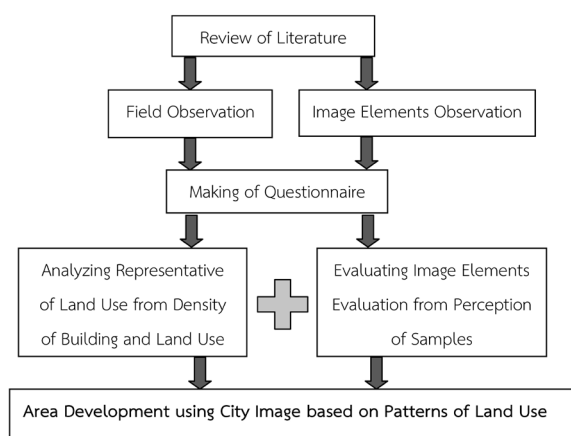 Review of Literature
Field Observation
Image Elements Observation
Making of Questionnaire
Analyzing Representative
of Land Use from Density
of Building and Land Use
Evaluating Image Elements
Evaluation from Perception
of Samples
Area Development using City Image based on Patterns of Land Use